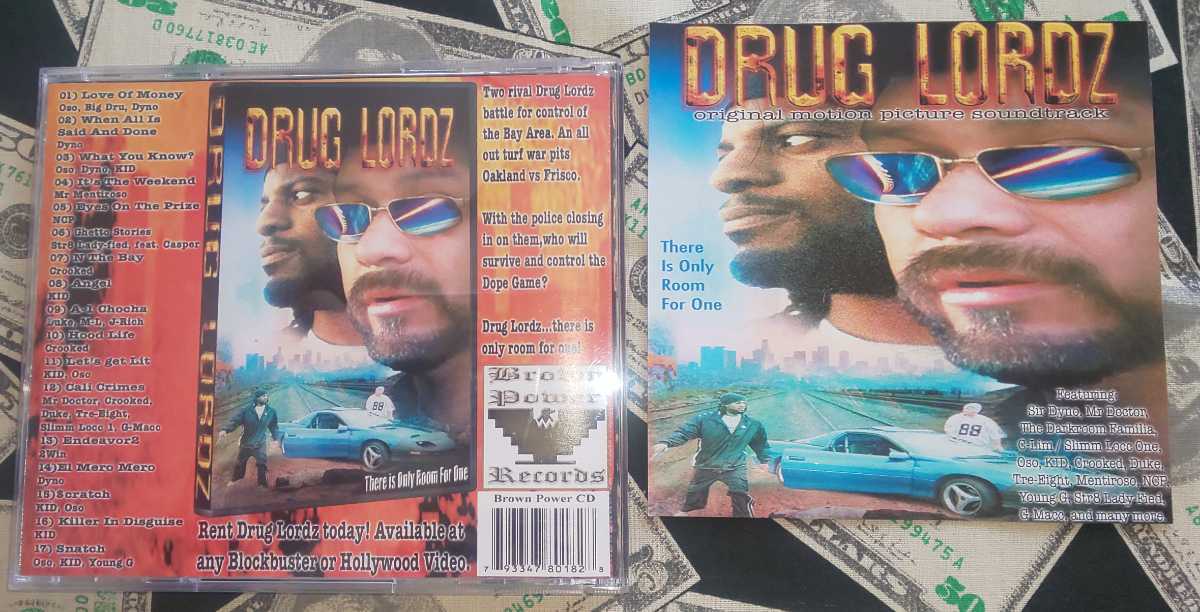 01) Love Of Money
Oso, Big Dru, Dyno
02) When All Is
Said And Done
Dyno
03) What You Know?
Oso, Dyno, KID
04) It's The Weekend
Mr Mentiroso
05) Eyes On The Prize
NCP
06) Ghetto Stories
Str8 Lady-fied, feat. Casper
07) N The Bay
Crooked
08) Angel
KID
09) A-1 Chocha
Duke, M-L, J-Rich
10) Hood Life
Crooked
11) Let's get Lit
KID, Oso
12) Cali Crimes
Mr Doctor, Crooked,
Duke, Tre-Eight,
Slimm Locc 1, G-Macc
13) Endeavor2
2Win
14) El Mero Mero
Dyno
15) $cratch
KID, Oso
16) Killer In Disguise
KID
17) Snatch
Oso, KID, Young G
DRUG LORDZ
DRUG LORDZ
88
There is Only Room For One
Rent Drug Lordz today! Available at
any Blockbuster or Hollywood Video.
Two rival Drug Lordz
battle for control of
the Bay Area. An all
out turf war pits
Oakland vs Frisco.
With the police closing
in on them,who will
survive and control the
Dope Game?
Drug Lordz...there is
only room for one!
Brown
Power
Records
Brown Power CD
7 93347 80182 8
DRUG LORDZ
original motion picture soundtrack
There
Is Only
Room
For One
88
Featuring
Sir Dyno, Mr Doctor,
The Darkroom Familia,
C-Lim / Slimm Locc One,
Oso, KID, Crooked, Duke,
Tre-Eight, Mentiroso, NCP,
Young G, Str8 Lady Fied,
G Macc, and many more.
AE03817760D